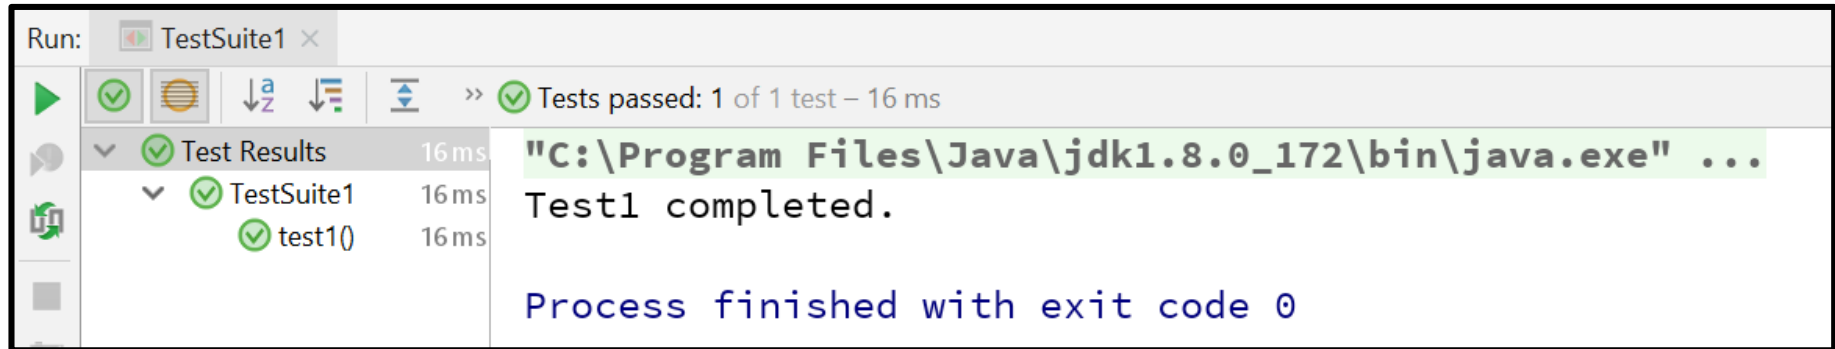 Run: TestSuite1
Tests passed: 1 of 1 test – 16 ms
Test Results 16 ms
TestSuite1 16 ms
test1() 16 ms
"C:\Program Files\Java\jdk1.8.0_172\bin\java.exe" ...
Test1 completed.
Process finished with exit code 0